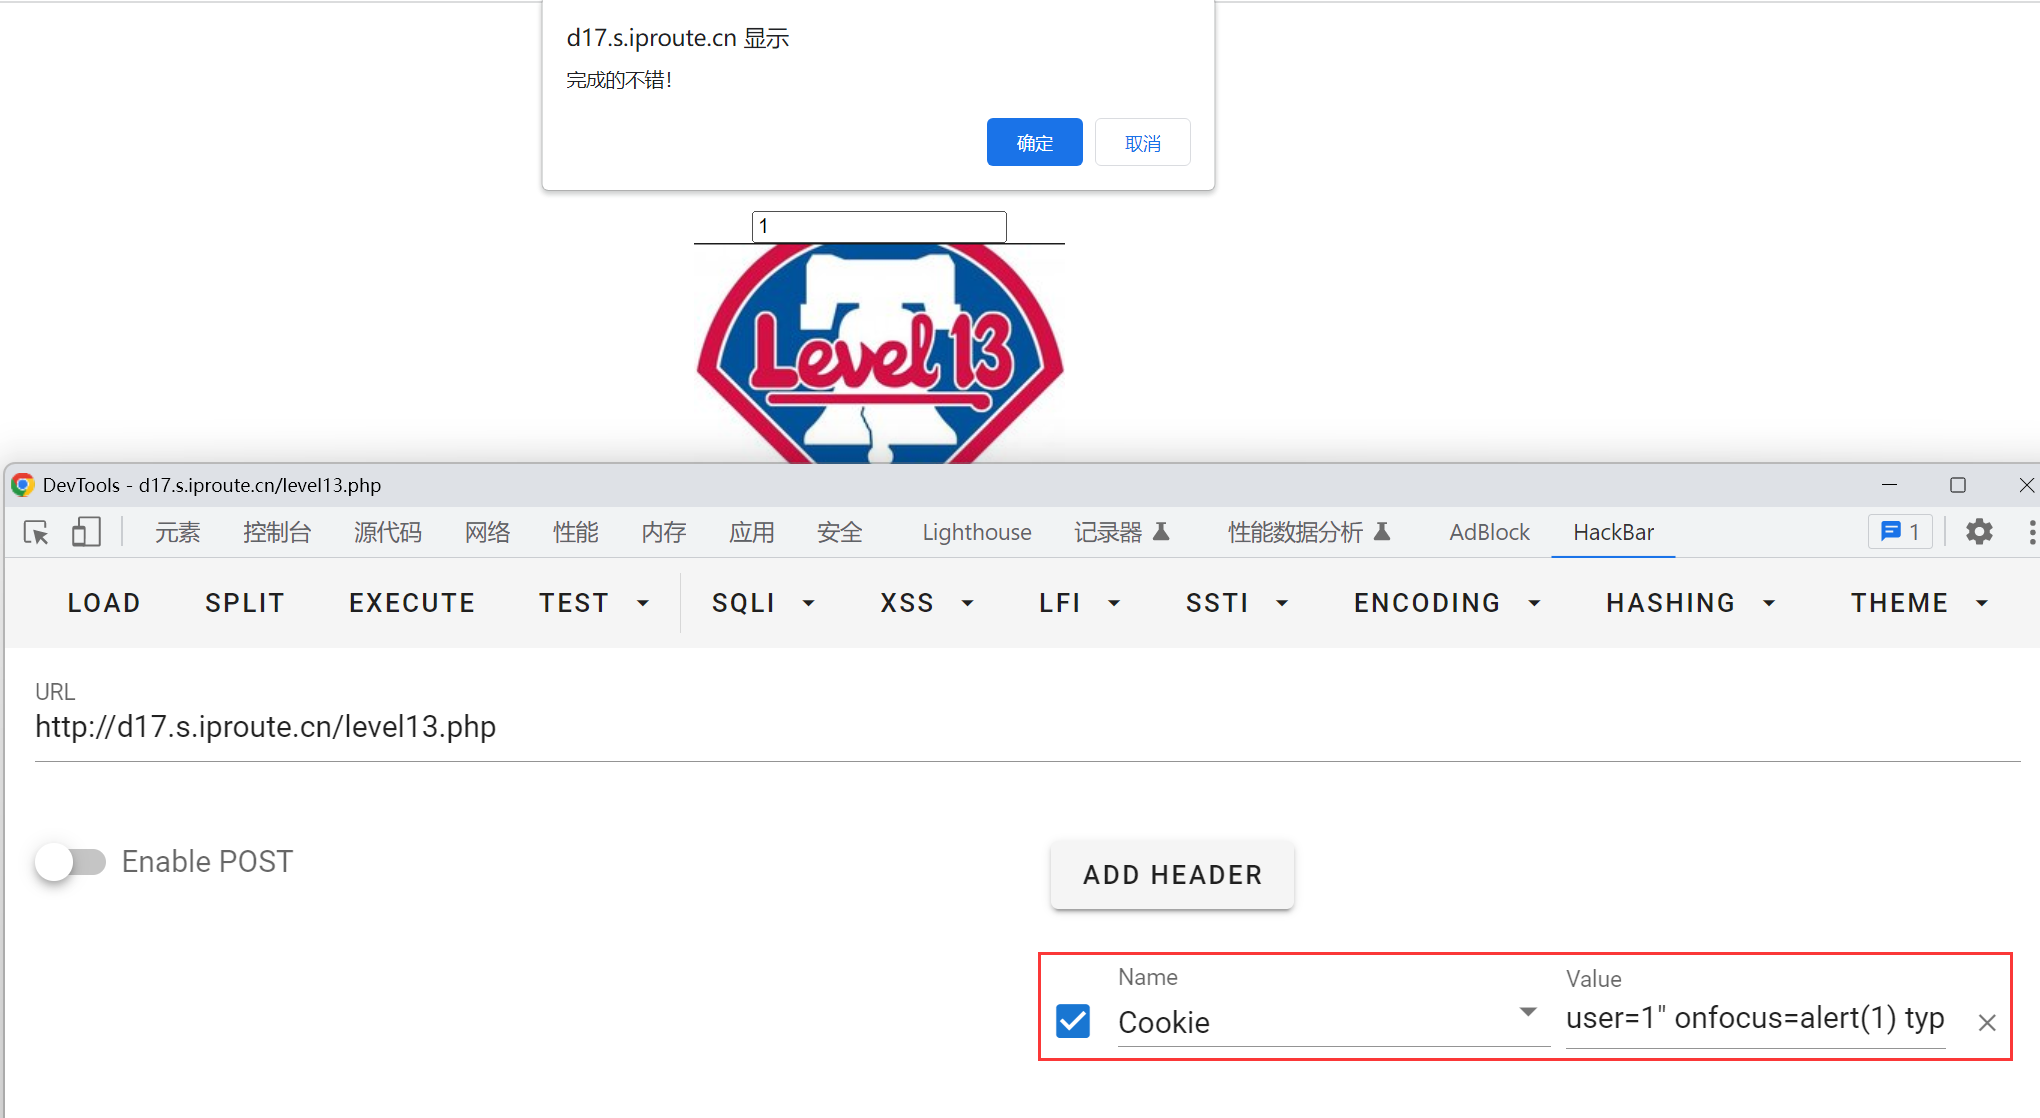 d17.s.iproute.cn 显示
完成的不错！
确定
取消
1
Level 13
DevTools - d17.s.iproute.cn/level13.php
元素 控制台 源代码 网络 性能 内存 应用 安全 Lighthouse 记录器 性能数据分析 AdBlock HackBar 1
LOAD SPLIT EXECUTE TEST SQLI XSS LFI SSTI ENCODING HASHING THEME
URL
http://d17.s.iproute.cn/level13.php
Enable POST
ADD HEADER
Name
Value
Cookie
user=1" onfocus=alert(1) typ